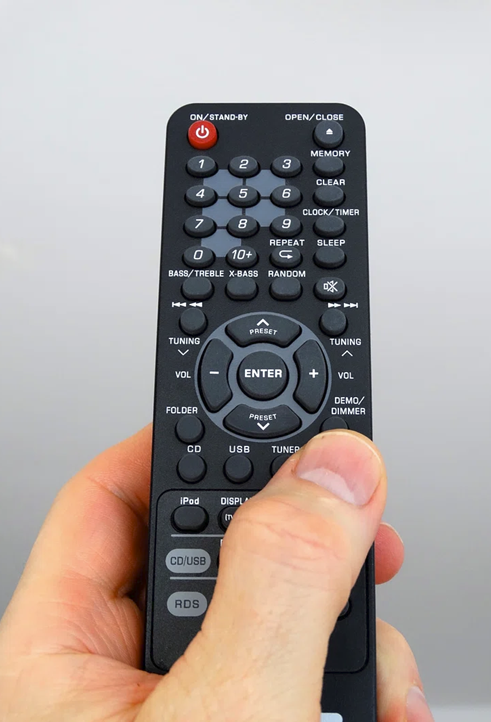 ON/STAND-BY OPEN/CLOSE
1 2 3 MEMORY
4 5 6 CLEAR
7 8 9 CLOCK/TIMER
REPEAT SLEEP
0 10+
BASS/TREBLE X-BASS RANDOM
TUNING PRESET TUNING
VOL - ENTER + VOL
PRESET
FOLDER DEMO/
DIMMER
CD USB TUNER
iPod
CD/USB
RDS